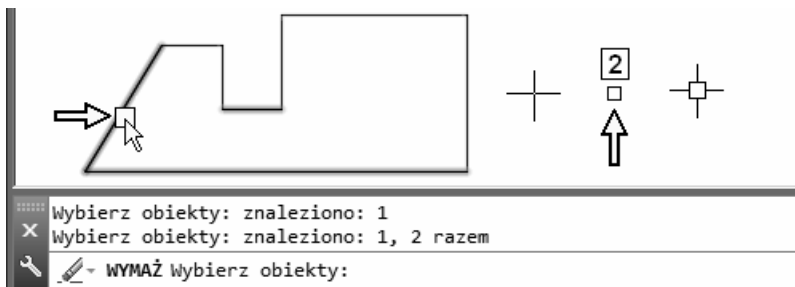 2
Wybierz obiekty: znaleziono: 1
Wybierz obiekty: znaleziono: 1, 2 razem
WYMAŻ Wybierz obiekty: